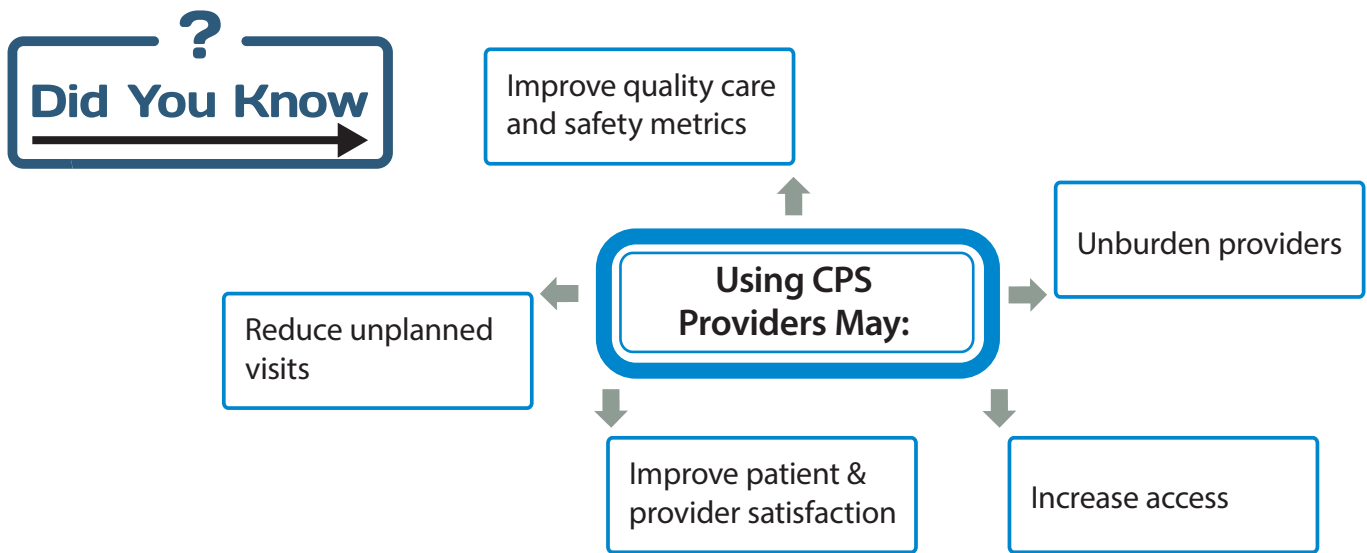 ?
Did You Know
Improve quality care
and safety metrics
Unburden providers
Using CPS
Providers May:
Reduce unplanned
visits
Improve patient &
provider satisfaction
Increase access